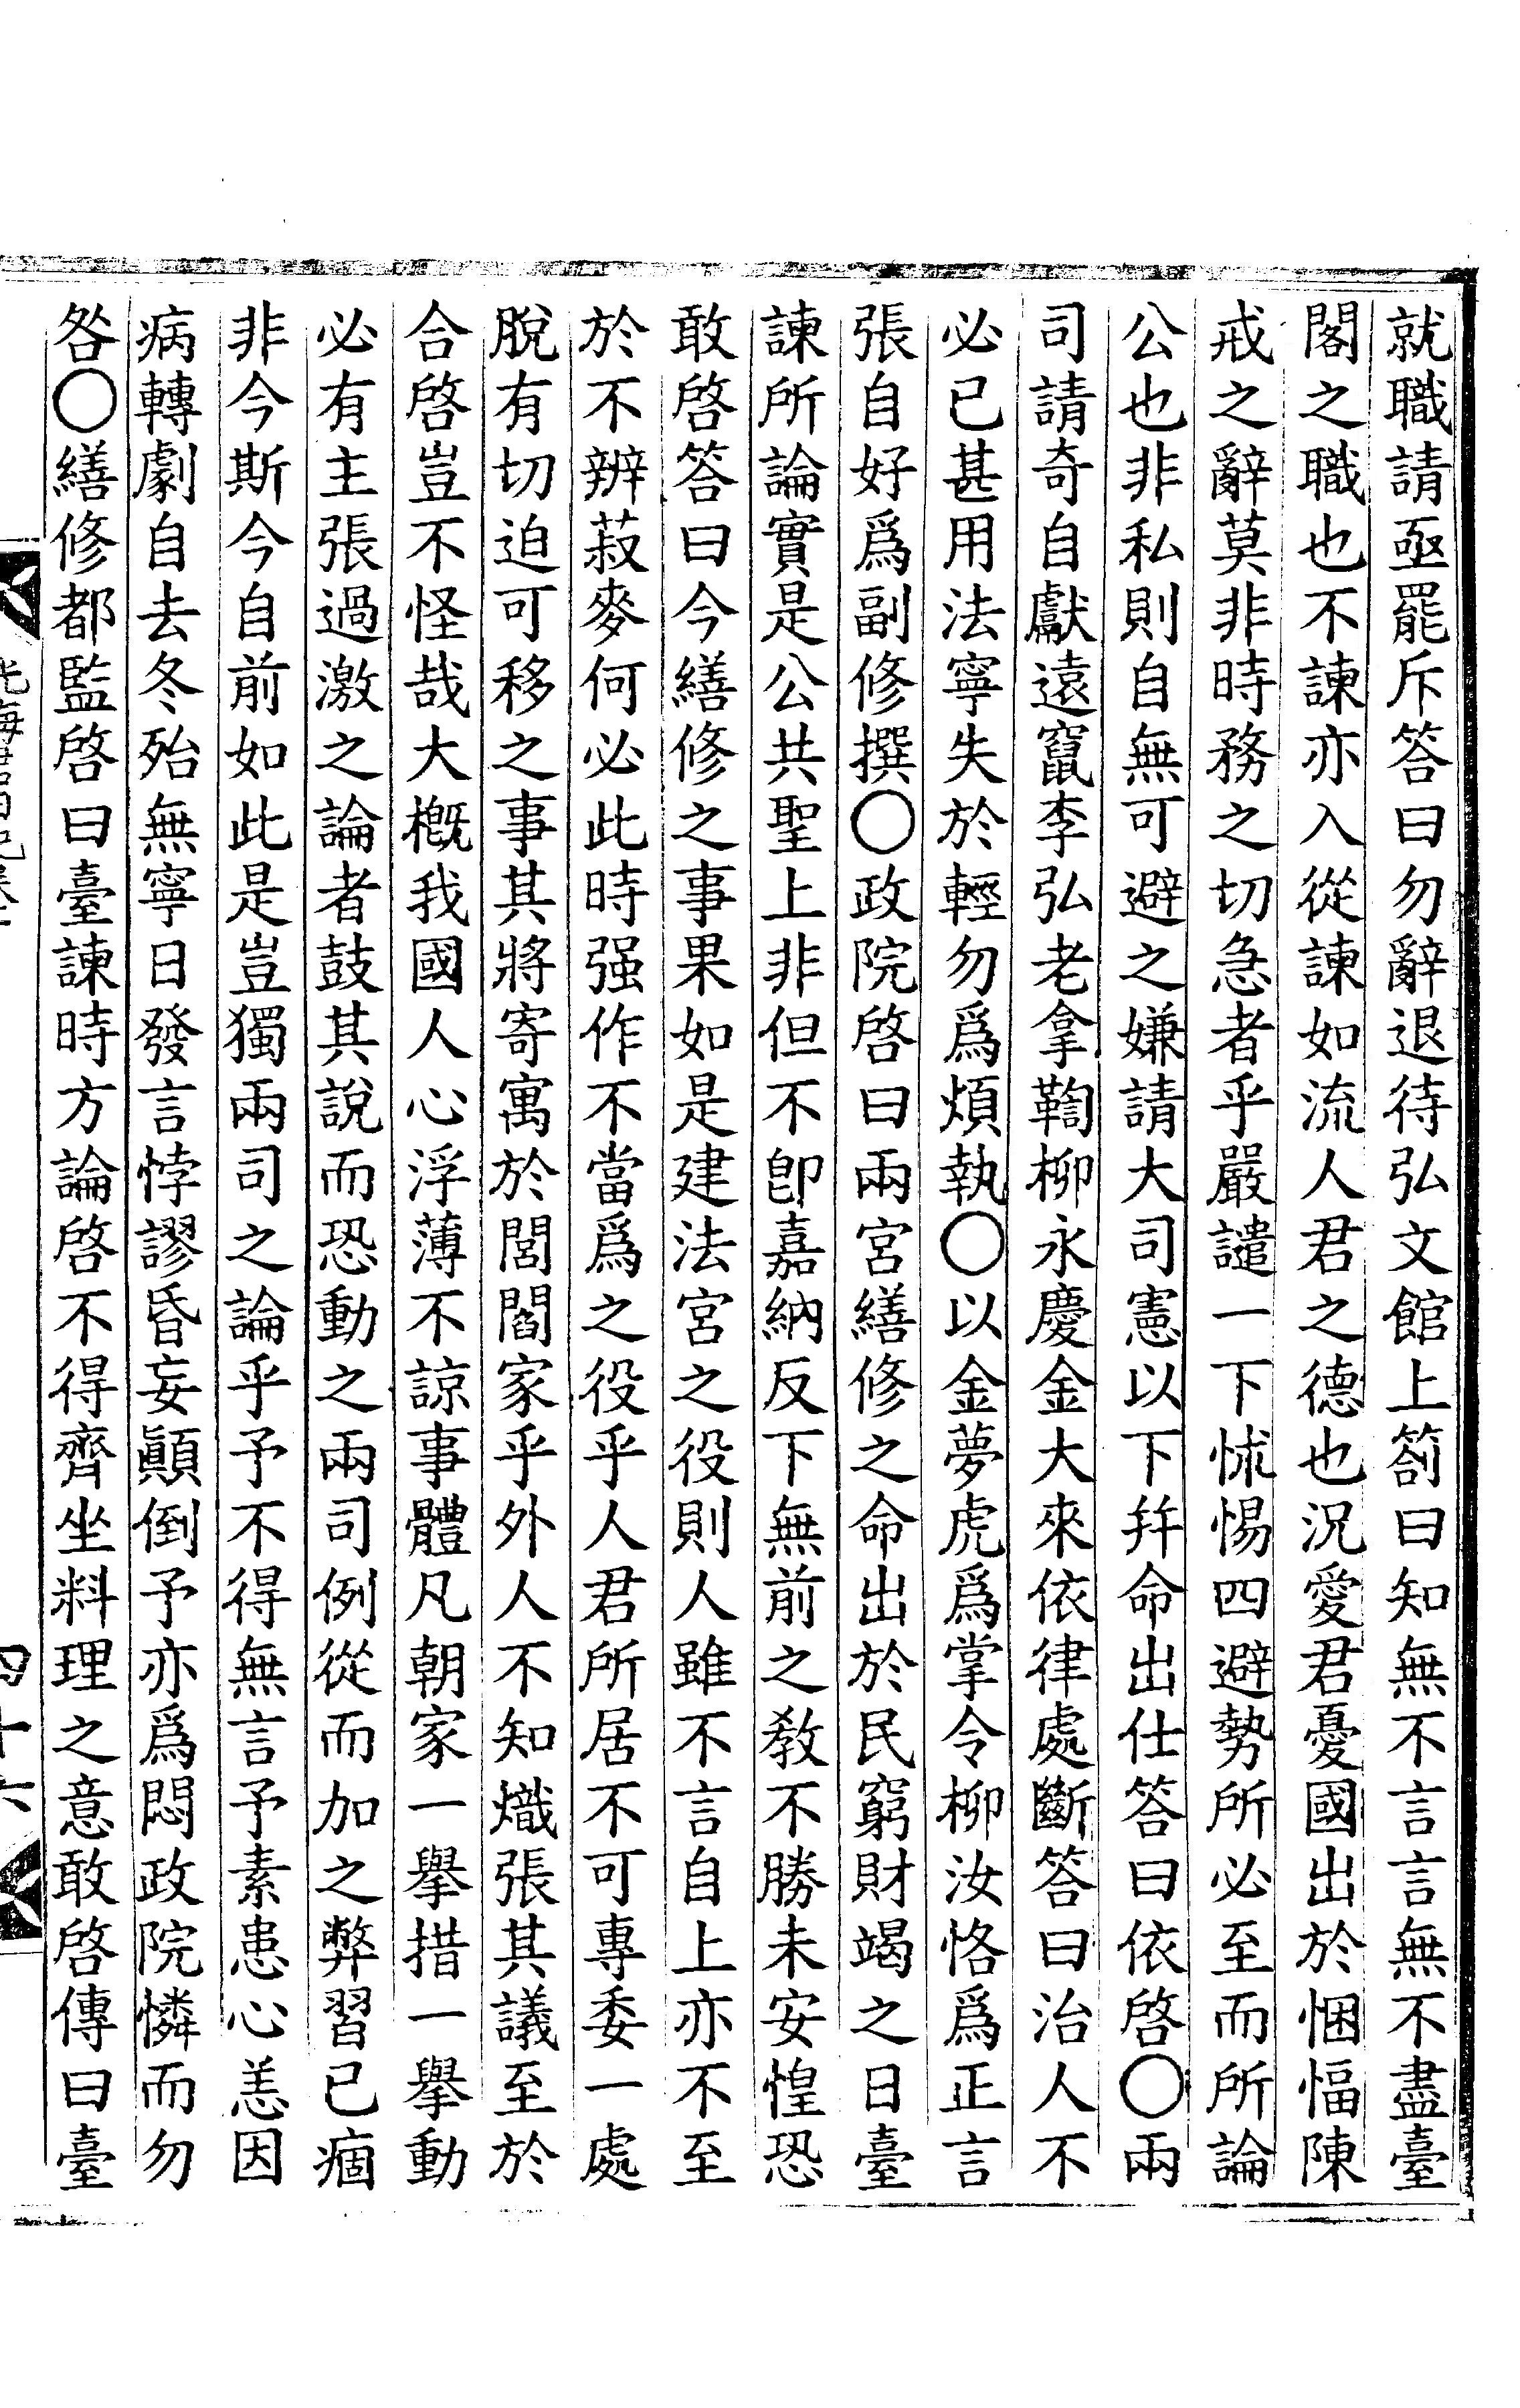 就職請亟罷斥答曰勿辭退待弘文館上箚曰知無不言言無不盡臺
閣之職也不諫亦入從諫如流人君之德也況愛君憂國出於悃愊陳
戒之辭莫非時務之切急者乎嚴譴一下怵惕四避勢所必至而所論
公也非私則自無可避之嫌請大司憲以下幷命出仕答曰依啓〇兩
司請奇自獻遠竄李弘老拿鞫柳永慶金大來依律處斷答曰治人不
必已甚用法寧失於輕勿爲煩執〇以金夢虎爲掌令柳汝恪爲正言
張自好爲副修撰〇政院啓曰兩宮繕修之命出於民窮財竭之日臺
諫所論實是公共聖上非但不卽嘉納反下無前之敎不勝未安惶恐
敢啓答曰今繕修之事果如是建法宮之役則人雖不言自上亦不至
於不辨菽麥何必此時强作不當爲之役乎人君所居不可專委一處
脫有切迫可移之事其將寄寓於閭閻家乎外人不知熾張其議至於
合啓豈不怪哉大槪我國人心浮薄不諒事體凡朝家一擧措一擧動
必有主張過激之論者鼓其說而恐動之兩司例從而加之弊習已痼
非今斯今自前如此是豈獨兩司之論乎予不得無言予素患心恙因
病轉劇自去冬殆無寧日發言悖謬昏妄顚倒予亦爲悶政院憐而勿
咎〇繕修都監啓曰臺諫時方論啓不得齊坐料理之意敢啓傳曰臺
光海君日記卷
四十六